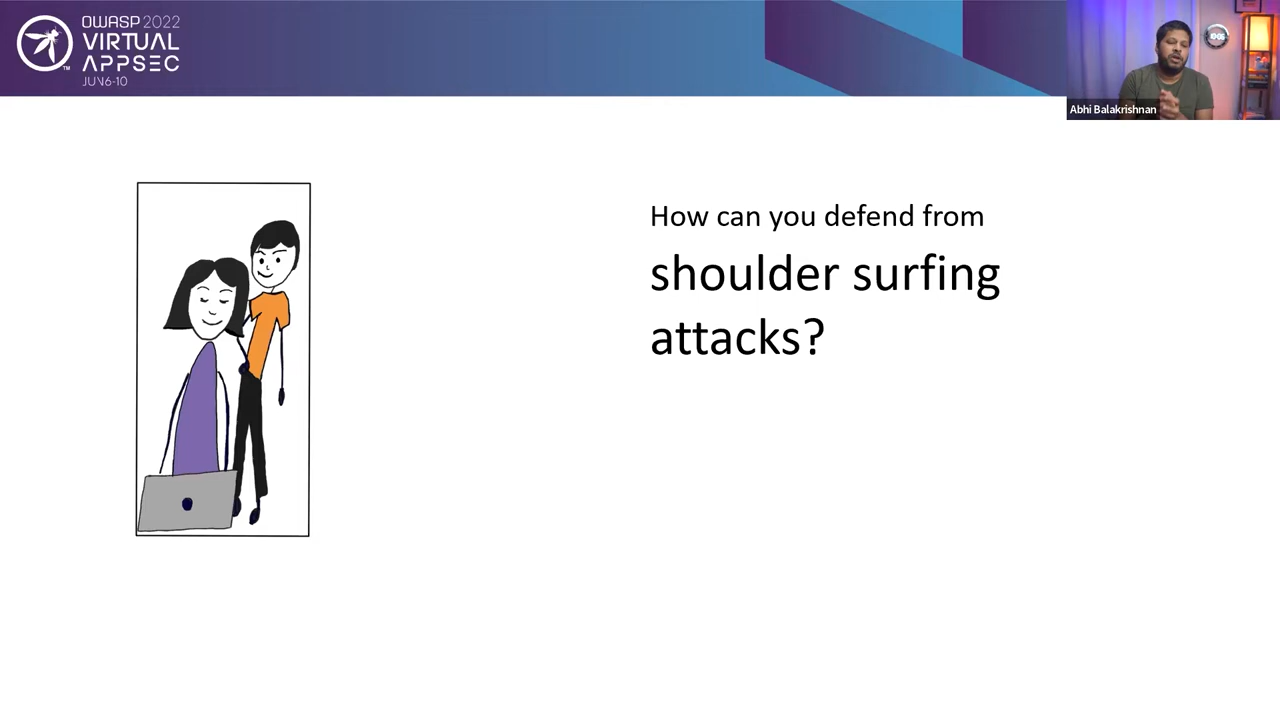 OWASP 2022
VIRTUAL
APPSEC
JUN 6-10
Abhi Balakrishnan
How can you defend from
shoulder surfing
attacks?